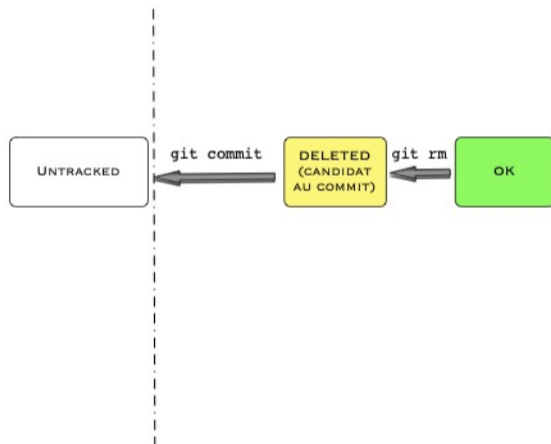 UNTRACKED
git commit
DELETED
(CANDIDAT
AU COMMIT)
git rm
OK